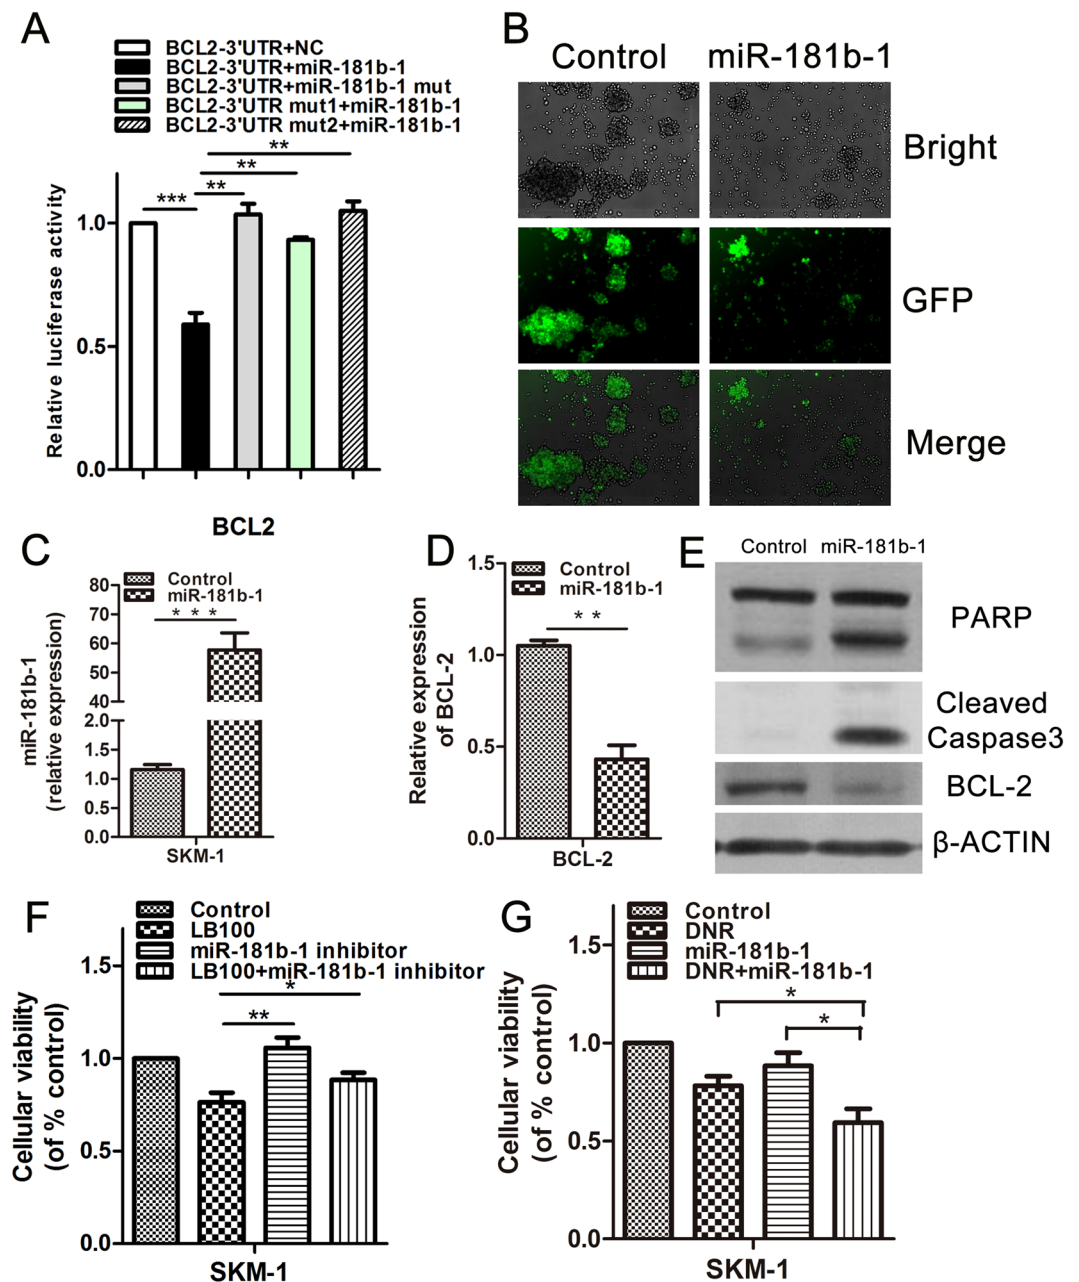 A
BCL2-3'UTR+NC
BCL2-3'UTR+miR-181b-1
BCL2-3'UTR+miR-181b-1 mut
BCL2-3'UTR mut1+miR-181b-1
BCL2-3'UTR mut2+miR-181b-1
**
**
*** **
Relative luciferase activity
1.0
0.5
0.0
BCL2
B
Control miR-181b-1
Bright
GFP
Merge
C
Control
miR-181b-1
* * *
miR-181b-1
(relative expression)
80
70
60
50
40
2.0
1.5
1.0
0.5
0.0
SKM-1
D
Control
miR-181b-1
* *
Relative expression
of BCL-2
1.5
1.0
0.5
0.0
BCL-2
E
Control miR-181b-1
PARP
Cleaved
Caspase3
BCL-2
β-ACTIN
F
Control
LB100
miR-181b-1 inhibitor
LB100+miR-181b-1 inhibitor
*
**
Cellular viability
(of % control)
1.5
1.0
0.5
0.0
SKM-1
G
Control
DNR
miR-181b-1
DNR+miR-181b-1
*
*
Cellular viability
(of % control)
1.5
1.0
0.5
0.0
SKM-1